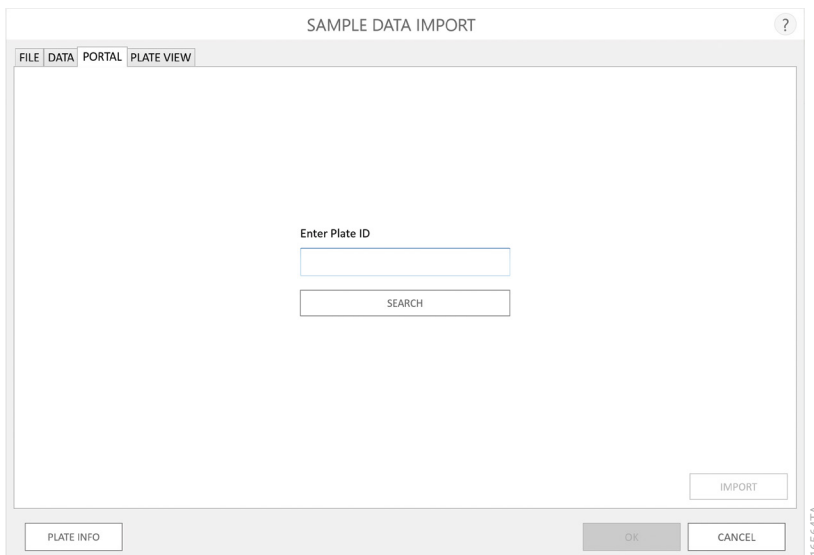 SAMPLE DATA IMPORT
?
FILE DATA PORTAL PLATE VIEW
Enter Plate ID
SEARCH
IMPORT
PLATE INFO
OK
CANCEL